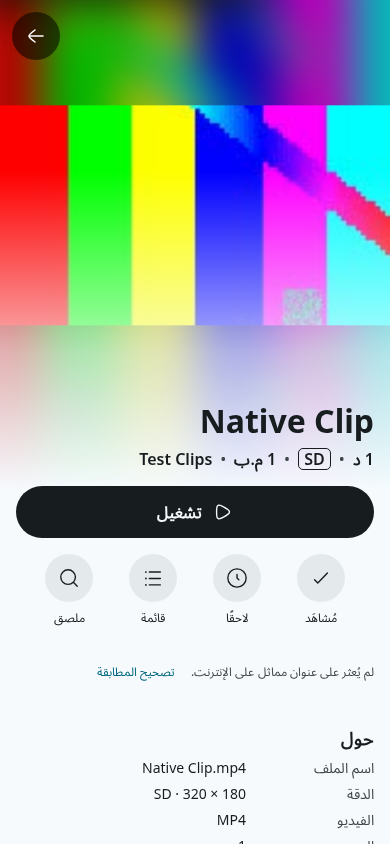 Native Clip
1 د • SD • 1 م.ب • Test Clips
تشغيل
مُشاهَد
لاحقًا
قائمة
ملصق
لم يُعثر على عنوان مماثل على الإنترنت. تصحيح المطابقة
حول
اسم الملف Native Clip.mp4
الدقة SD · 320 × 180
الفيديو MP4